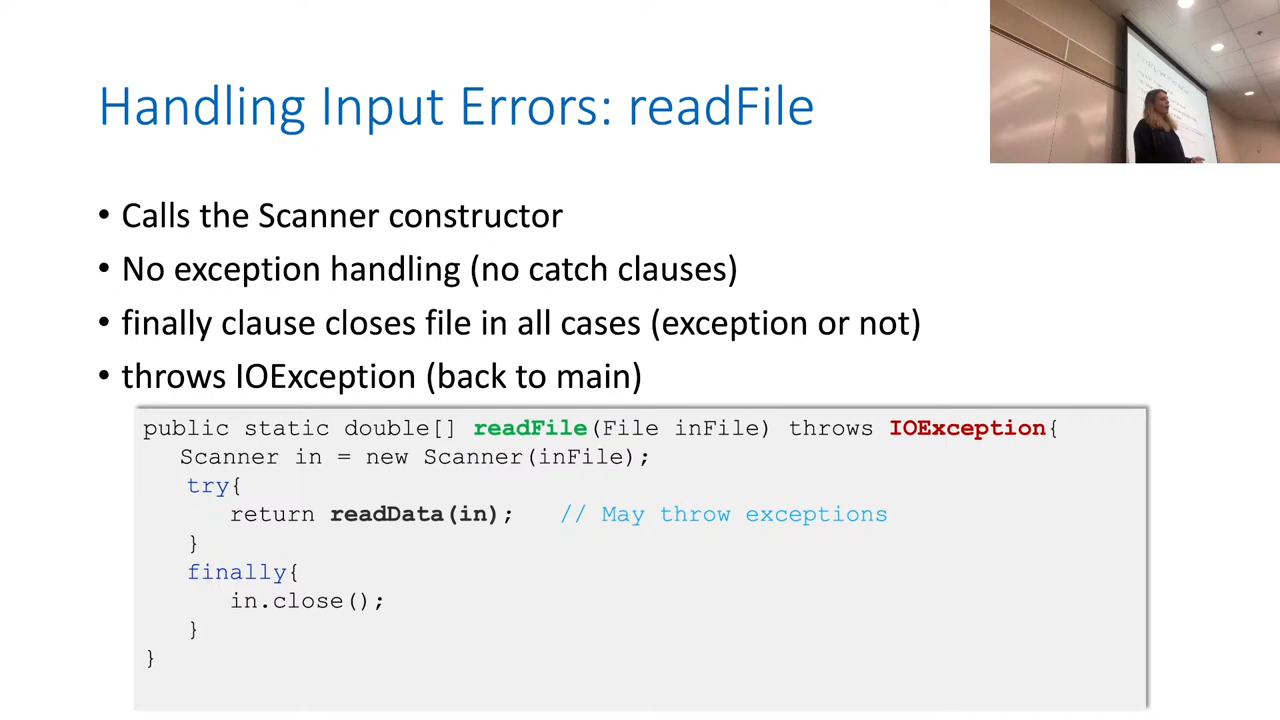 Handling Input Errors: readFile
• Calls the Scanner constructor
• No exception handling (no catch clauses)
• finally clause closes file in all cases (exception or not)
• throws IOException (back to main)
public static double[] readFile(File inFile) throws IOException{
Scanner in = new Scanner(inFile);
try{
return readData(in); // May throw exceptions
}
finally{
in.close();
}
}